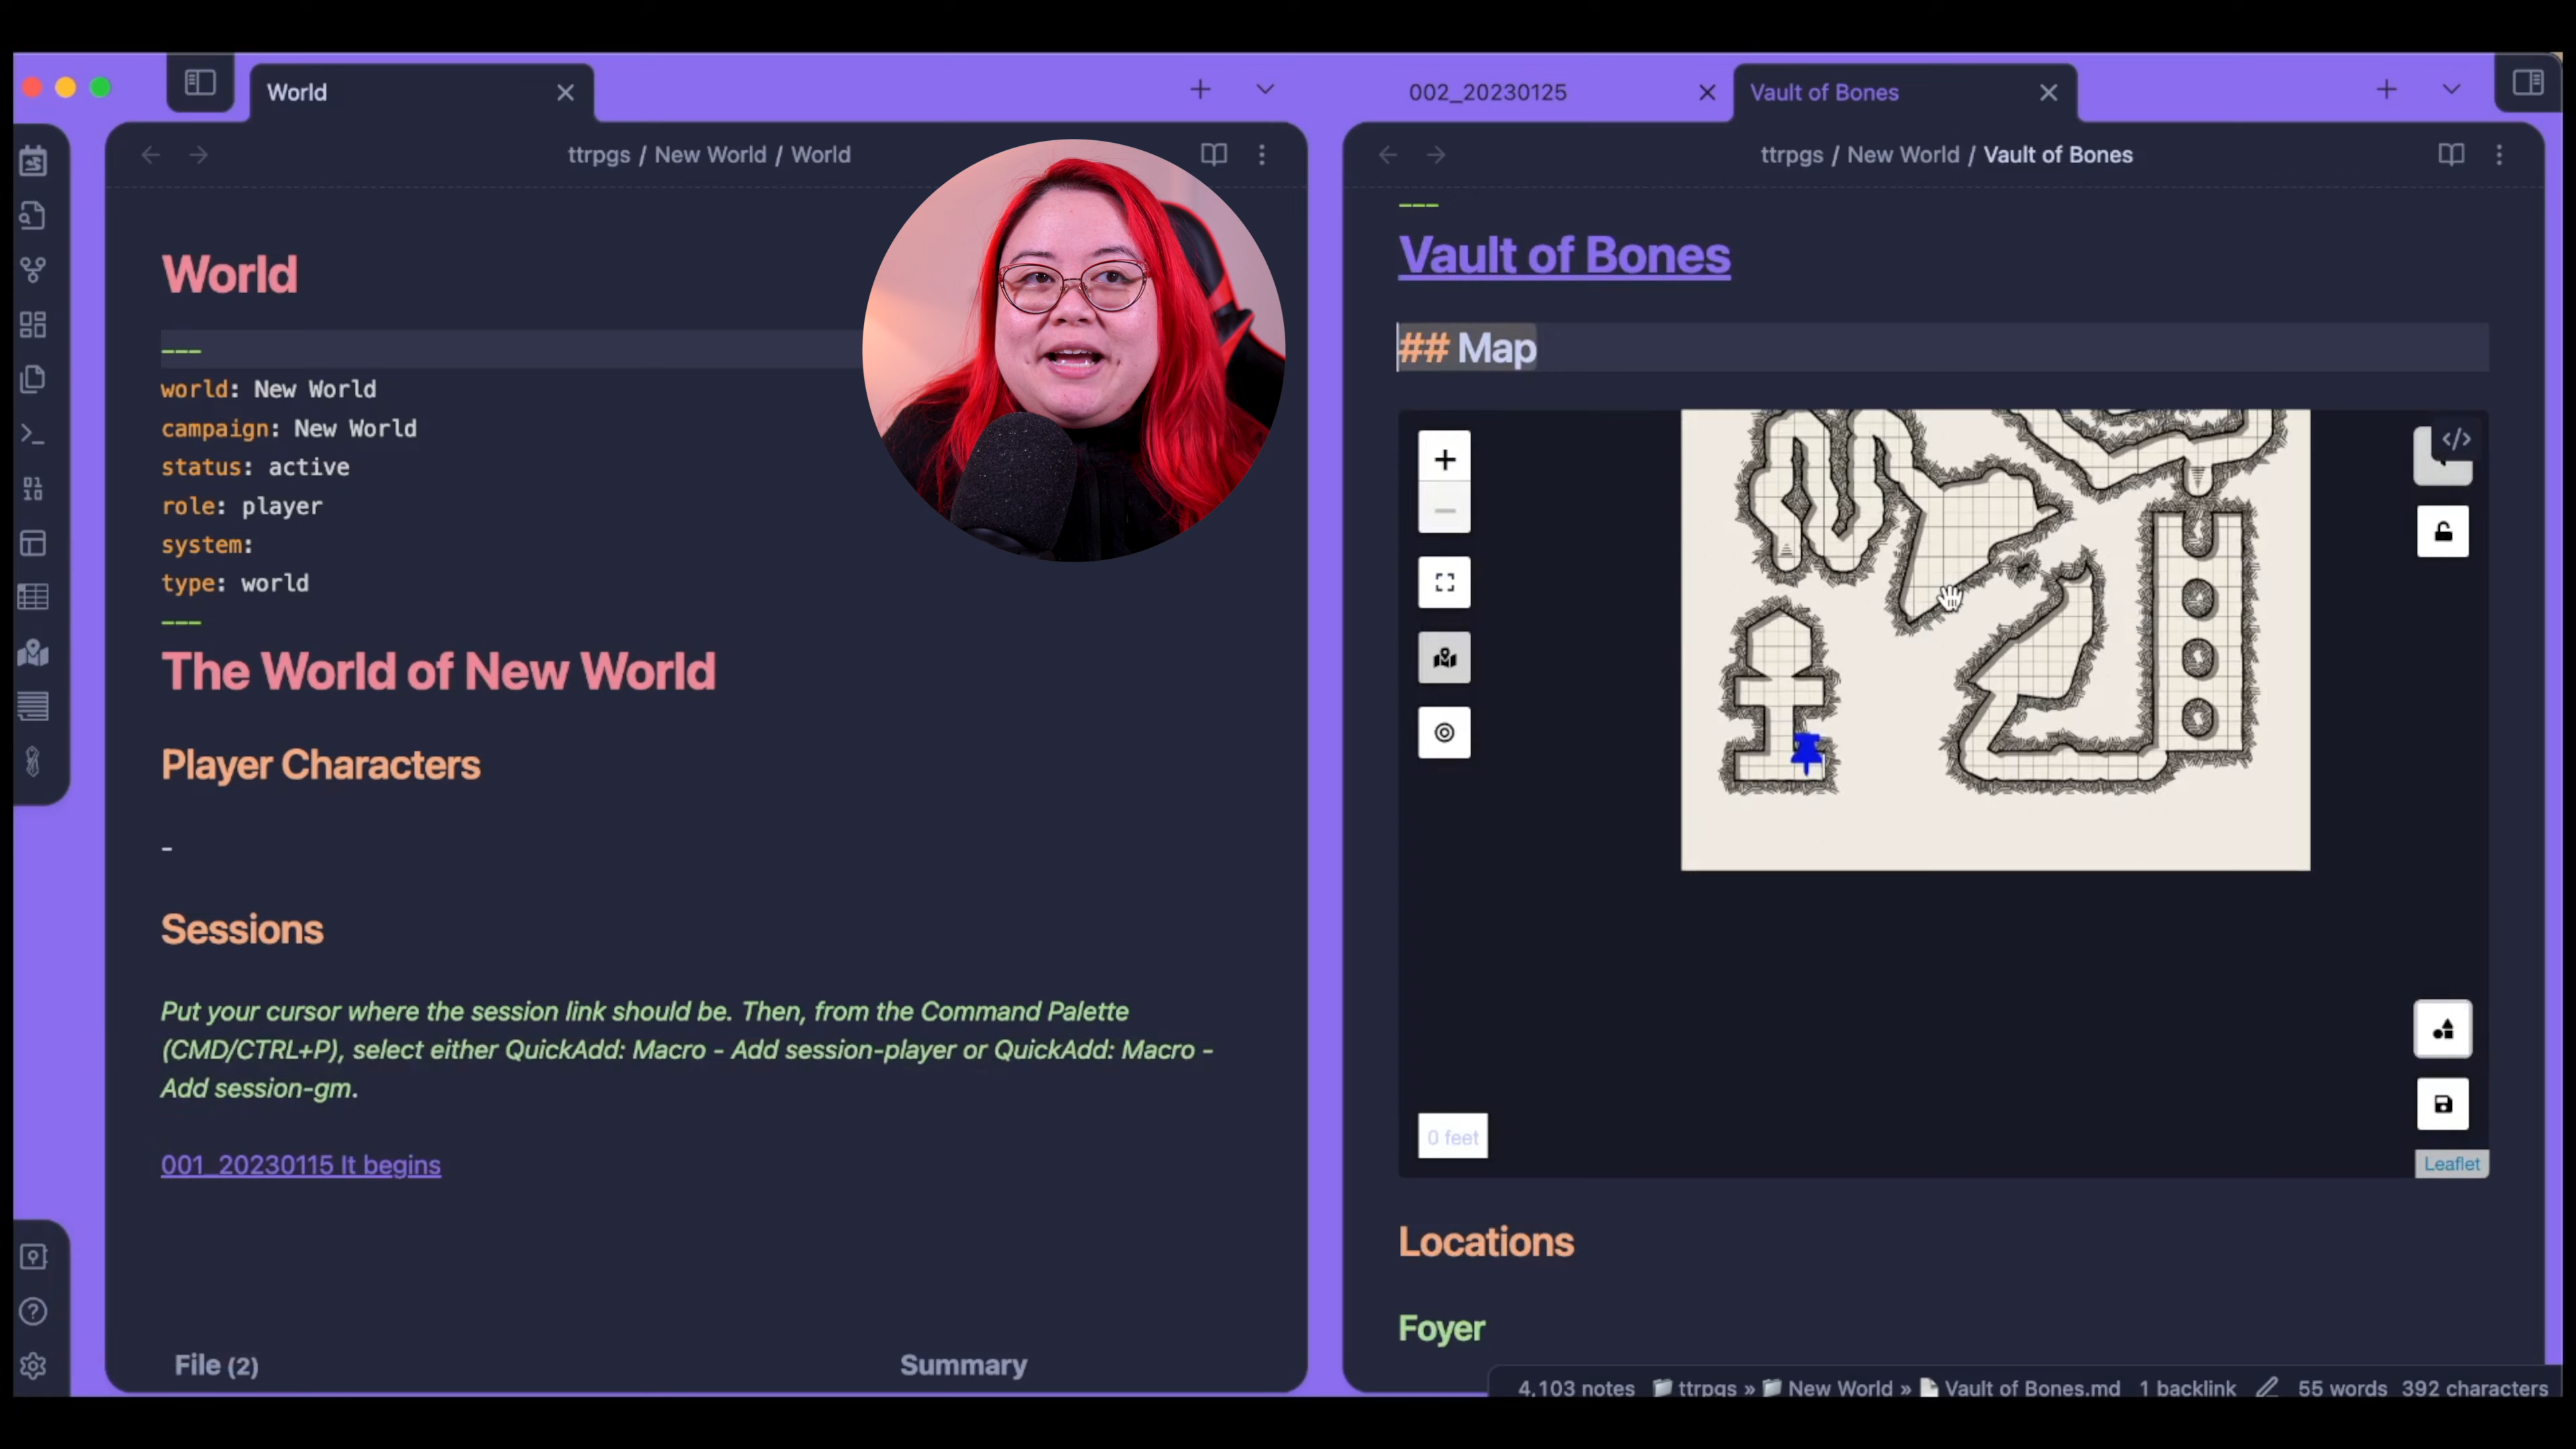 World
002_20230125
Vault of Bones
ttrpgs / New World / World
ttrpgs / New World / Vault of Bones
World
---
world: New World
campaign: New World
status: active
role: player
system:
type: world
---
The World of New World
Player Characters
-
Sessions
Put your cursor where the session link should be. Then, from the Command Palette
(CMD/CTRL+P), select either QuickAdd: Macro - Add session-player or QuickAdd: Macro -
Add session-gm.
001_20230115 It begins
File (2)
Summary
---
Vault of Bones
## Map
0 feet
Leaflet
Locations
Foyer
4,103 notes ttrpgs » New World » Vault of Bones.md 1 backlink 55 words 392 characters